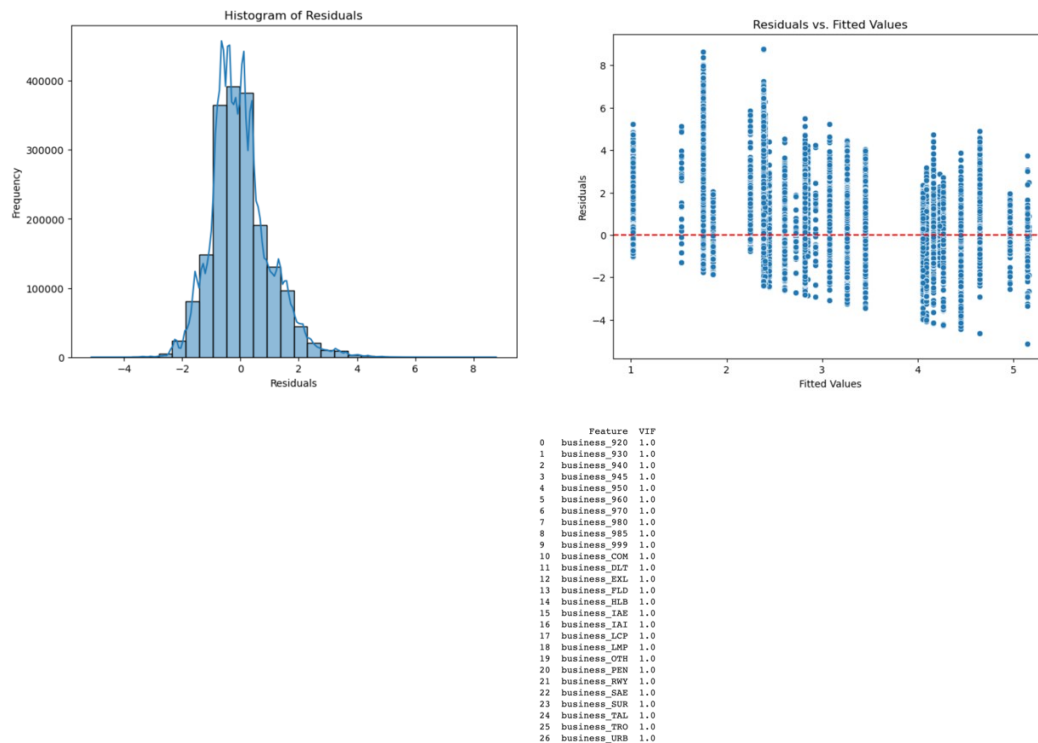 Histogram of Residuals
Frequency
400000
300000
200000
100000
0
−4 −2 0 2 4 6 8
Residuals
Residuals vs. Fitted Values
Residuals
8
6
4
2
0
−2
−4
1 2 3 4 5
Fitted Values
Feature VIF
0 business_920 1.0
1 business_930 1.0
2 business_940 1.0
3 business_945 1.0
4 business_950 1.0
5 business_960 1.0
6 business_970 1.0
7 business_980 1.0
8 business_985 1.0
9 business_999 1.0
10 business_COM 1.0
11 business_DLT 1.0
12 business_EXL 1.0
13 business_FLD 1.0
14 business_HLB 1.0
15 business_IAE 1.0
16 business_IAI 1.0
17 business_LCP 1.0
18 business_LMP 1.0
19 business_OTH 1.0
20 business_PEN 1.0
21 business_RWY 1.0
22 business_SAE 1.0
23 business_SUR 1.0
24 business_TAL 1.0
25 business_TRO 1.0
26 business_URB 1.0